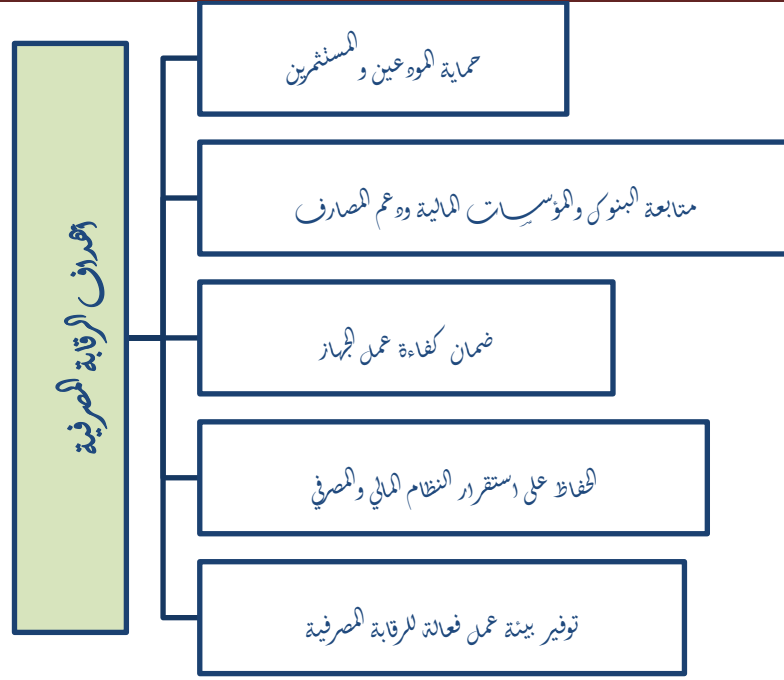 أهداف الرقابة المصرفية
حماية المودعين والمستثمرين
متابعة البنوك والمؤسسات المالية ودعم المصارف
ضمان كفاءة عمل الجهاز
الحفاظ على استقرار النظام المالي والمصرفي
توفير بيئة عمل فعالة للرقابة المصرفية